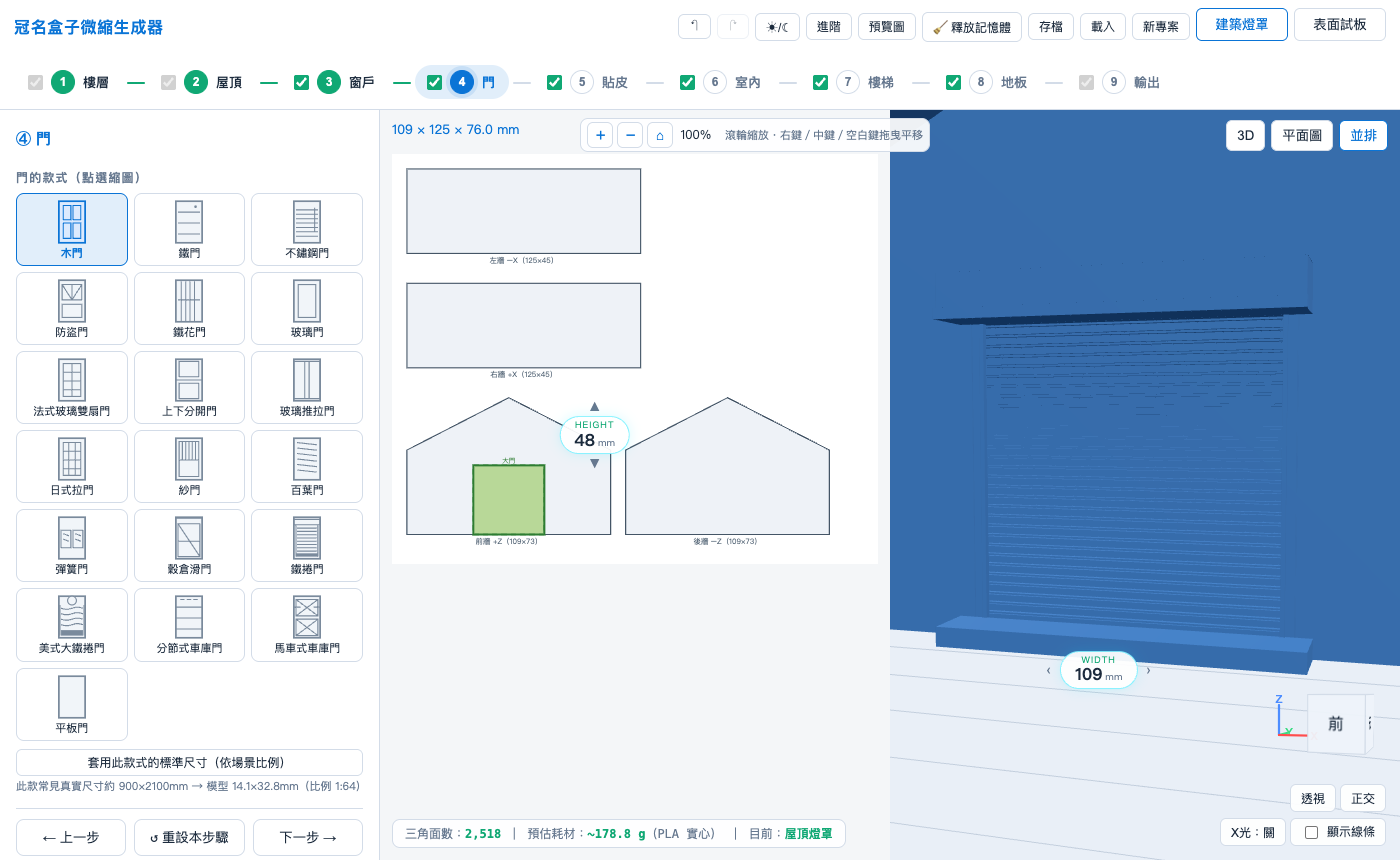 冠名盒子微縮生成器
☀/☾ 進階 預覽圖 🧹 釋放記憶體 存檔 載入 新專案 建築燈罩 表面試板
1 樓層 2 屋頂 3 窗戶 4 門 5 貼皮 6 室內 7 樓梯 8 地板 9 輸出
④ 門
門的款式（點選縮圖）
木門 鐵門 不鏽鋼門
防盜門 鐵花門 玻璃門
法式玻璃雙扇門 上下分開門 玻璃推拉門
日式拉門 紗門 百葉門
彈簧門 穀倉滑門 鐵捲門
美式大鐵捲門 分節式車庫門 馬車式車庫門
平板門
套用此款式的標準尺寸（依場景比例）
此款常見真實尺寸約 900×2100mm → 模型 14.1×32.8mm（比例 1:64）
← 上一步 ↺ 重設本步驟 下一步 →
109 × 125 × 76.0 mm
+ − ⌂ 100% 滾輪縮放 · 右鍵 / 中鍵 / 空白鍵拖曳平移
左牆 −X（125×45）
右牆 +X（125×45）
▲
HEIGHT
48 mm
▼
大門
前牆 +Z（109×73）
後牆 −Z（109×73）
三角面數：2,518 | 預估耗材：~178.8 g (PLA 實心) | 目前：屋頂燈罩
3D 平面圖 並排
‹ WIDTH ›
109 mm
Z
Y
前
透視 正交
X光：關 顯示線條